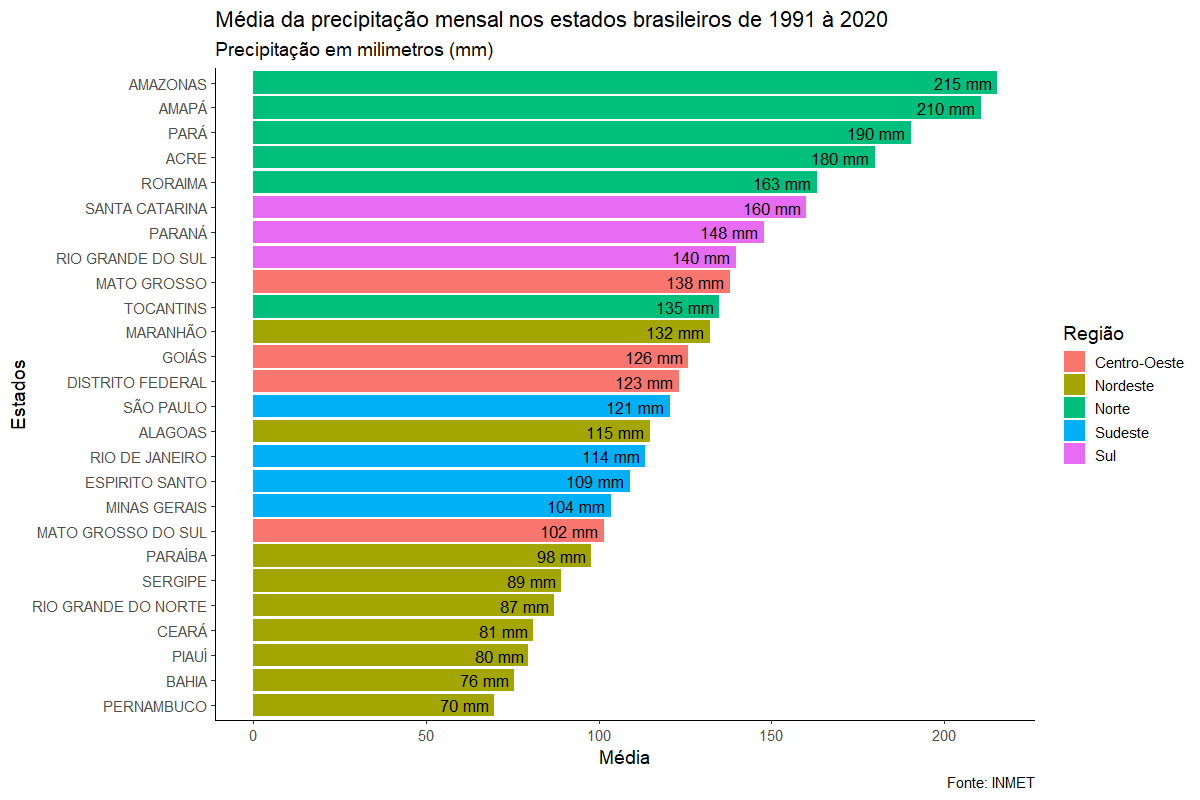 Média da precipitação mensal nos estados brasileiros de 1991 à 2020
Precipitação em milimetros (mm)
Estados
AMAZONAS 215 mm
AMAPÁ 210 mm
PARÁ 190 mm
ACRE 180 mm
RORAIMA 163 mm
SANTA CATARINA 160 mm
PARANÁ 148 mm
RIO GRANDE DO SUL 140 mm
MATO GROSSO 138 mm
TOCANTINS 135 mm
MARANHÃO 132 mm
GOIÁS 126 mm
DISTRITO FEDERAL 123 mm
SÃO PAULO 121 mm
ALAGOAS 115 mm
RIO DE JANEIRO 114 mm
ESPIRITO SANTO 109 mm
MINAS GERAIS 104 mm
MATO GROSSO DO SUL 102 mm
PARAÍBA 98 mm
SERGIPE 89 mm
RIO GRANDE DO NORTE 87 mm
CEARÁ 81 mm
PIAUÍ 80 mm
BAHIA 76 mm
PERNAMBUCO 70 mm
0 50 100 150 200
Média
Região
Centro-Oeste
Nordeste
Norte
Sudeste
Sul
Fonte: INMET